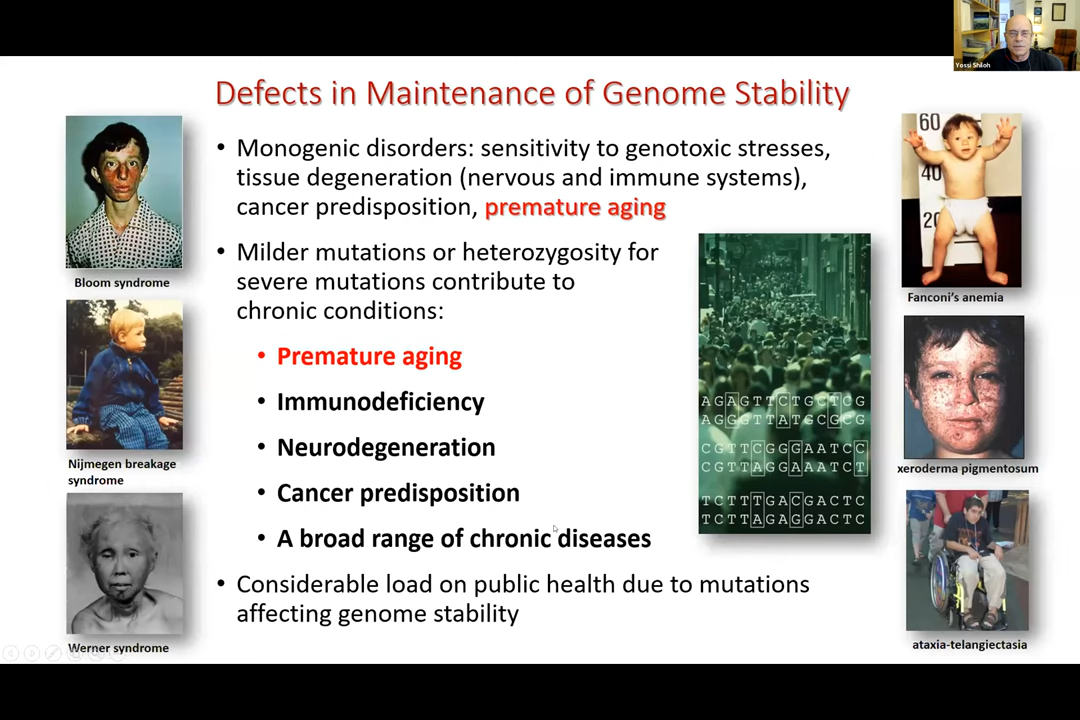 Yossi Shiloh
Defects in Maintenance of Genome Stability
• Monogenic disorders: sensitivity to genotoxic stresses,
tissue degeneration (nervous and immune systems),
cancer predisposition, premature aging
• Milder mutations or heterozygosity for
severe mutations contribute to
chronic conditions:
• Premature aging
• Immunodeficiency
• Neurodegeneration
• Cancer predisposition
• A broad range of chronic diseases
• Considerable load on public health due to mutations
affecting genome stability
Bloom syndrome
Nijmegen breakage
syndrome
Werner syndrome
AGAGTTCTGCTCG
AGGGTTATGCGCG
CGTTCGGGAATCC
CGTTAGGAAATCT
TCTTTGACGACTC
TCTTAGAGGACTC
60
40
20
Fanconi's anemia
xeroderma pigmentosum
ataxia-telangiectasia